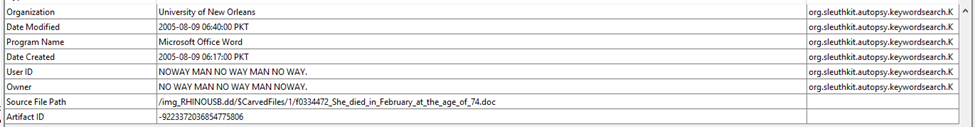 Organization University of New Orleans org.sleuthkit.autopsy.keywordsearch.K
Date Modified 2005-08-09 06:40:00 PKT org.sleuthkit.autopsy.keywordsearch.K
Program Name Microsoft Office Word org.sleuthkit.autopsy.keywordsearch.K
Date Created 2005-08-09 06:17:00 PKT org.sleuthkit.autopsy.keywordsearch.K
User ID NOWAY MAN NO WAY MAN NO WAY. org.sleuthkit.autopsy.keywordsearch.K
Owner NO WAY MAN NO WAY MAN NOWAY. org.sleuthkit.autopsy.keywordsearch.K
Source File Path /img_RHINOUSB.dd/$CarvedFiles/1/f0334472_She_died_in_February_at_the_age_of_74.doc
Artifact ID -9223372036854775806